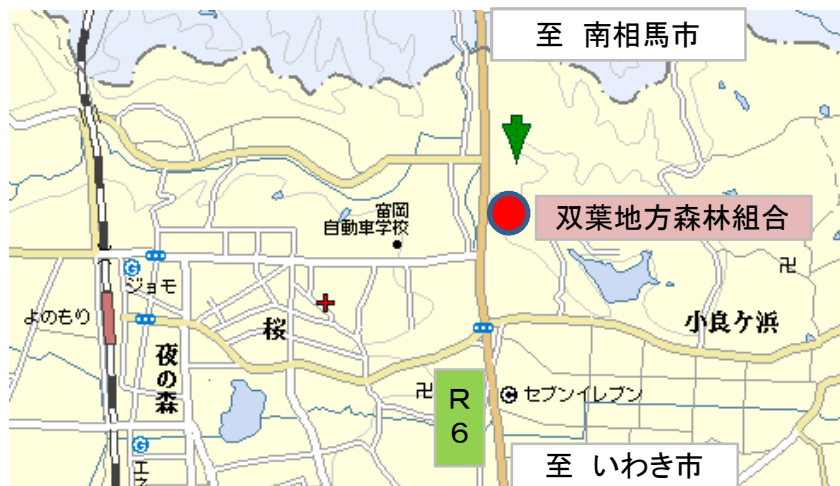 至 南相馬市
富岡
自動車学校
双葉地方森林組合
ジョモ
よのもり
桜
小良ケ浜
夜の森
R
6
セブンイレブン
至 いわき市
エネ